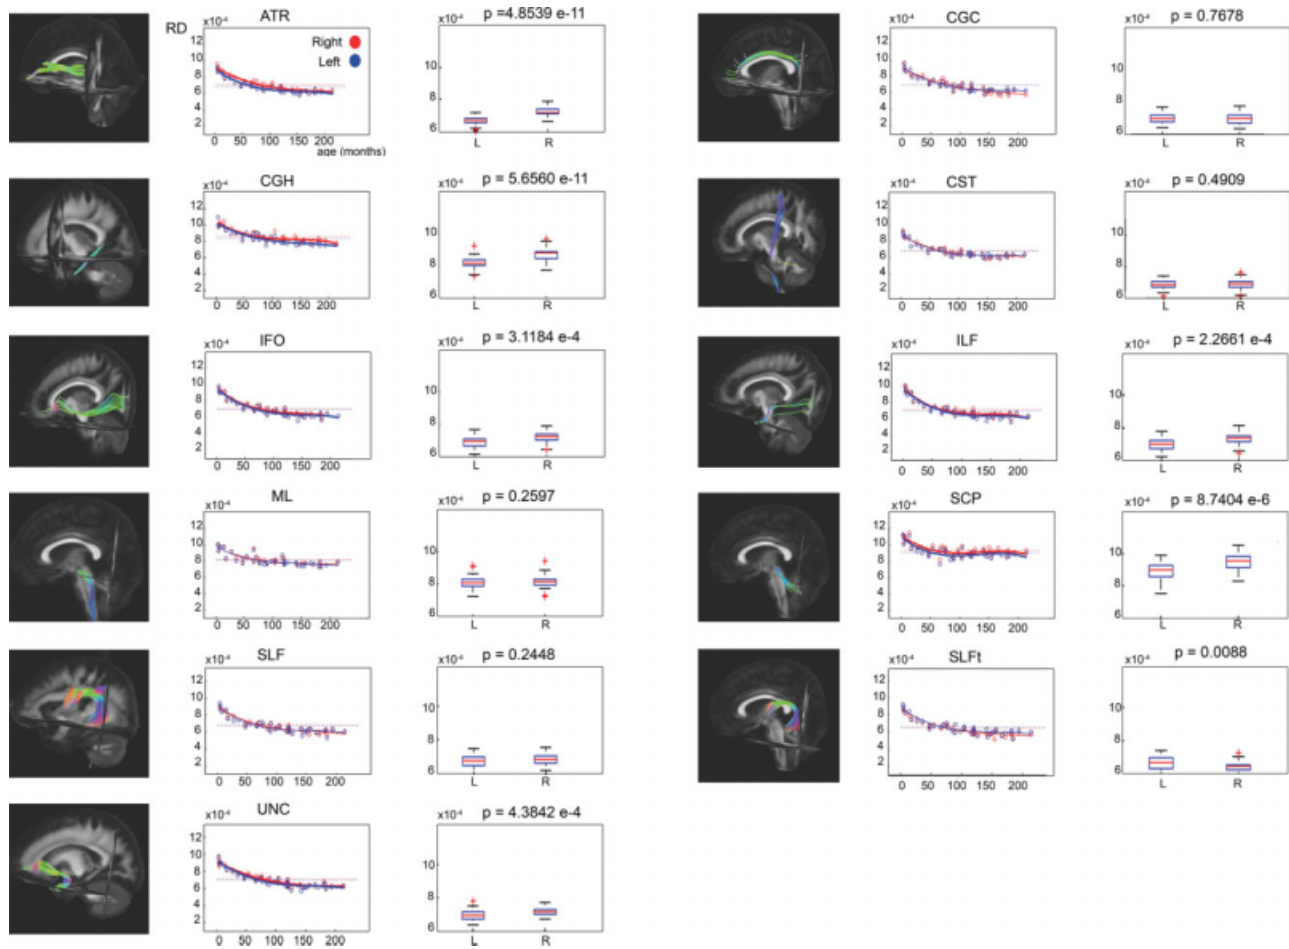 ATR
RD
x10⁻⁴
12
10
8
6
4
2
Right
Left
0 50 100 150 200
age (months)
p =4.8539 e-11
x10⁻⁴
10
8
6
L R
CGC
x10⁻⁴
12
10
8
6
4
2
0 50 100 150 200
p = 0.7678
x10⁻⁴
10
8
6
L R
CGH
x10⁻⁴
12
10
8
6
4
2
0 50 100 150 200
p = 5.6560 e-11
x10⁻⁴
10
8
6
L R
CST
x10⁻⁴
12
10
8
6
4
2
0 50 100 150 200
p = 0.4909
x10⁻⁴
10
8
6
L R
IFO
x10⁻⁴
12
10
8
6
4
2
0 50 100 150 200
p = 3.1184 e-4
x10⁻⁴
10
8
6
L R
ILF
x10⁻⁴
12
10
8
6
4
2
0 50 100 150 200
p = 2.2661 e-4
x10⁻⁴
10
8
6
L R
ML
x10⁻⁴
12
10
8
6
4
2
0 50 100 150 200
p = 0.2597
x10⁻⁴
10
8
6
L R
SCP
x10⁻⁴
12
10
8
6
4
2
0 50 100 150 200
p = 8.7404 e-6
x10⁻⁴
10
8
6
L R
SLF
x10⁻⁴
12
10
8
6
4
2
0 50 100 150 200
p = 0.2448
x10⁻⁴
10
8
6
L R
SLFt
x10⁻⁴
12
10
8
6
4
2
0 50 100 150 200
p = 0.0088
x10⁻⁴
10
8
6
L R
UNC
x10⁻⁴
12
10
8
6
4
2
0 50 100 150 200
p = 4.3842 e-4
x10⁻⁴
10
8
6
L R